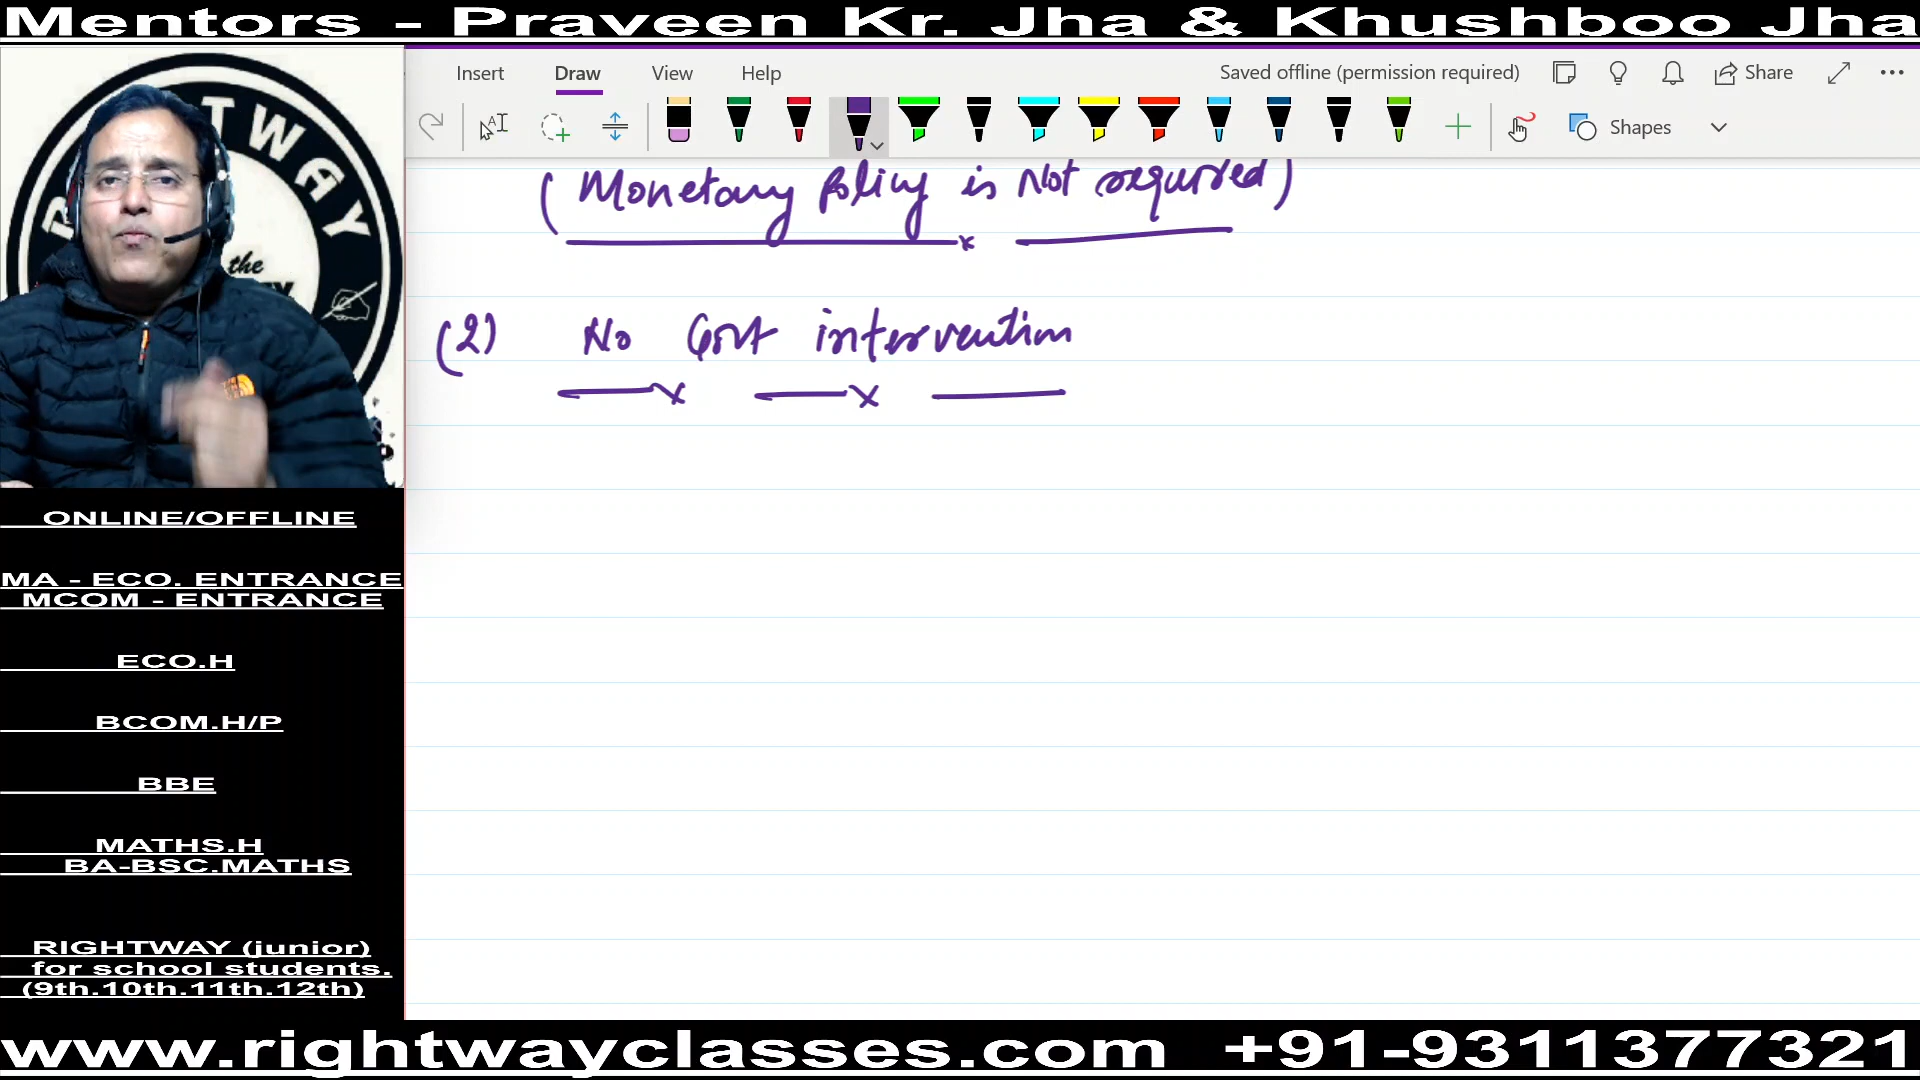 Mentors - Praveen Kr. Jha & Khushboo Jha
Insert Draw View Help Saved offline (permission required) Share
Shapes
TWAY
the
(Monetary Policy is Not required)
(2) No Govt intervention
ONLINE/OFFLINE
MA - ECO. ENTRANCE
MCOM - ENTRANCE
ECO.H
BCOM.H/P
BBE
MATHS.H
BA-BSC.MATHS
RIGHTWAY (junior)
for school students.
(9th.10th.11th.12th)
www.rightwayclasses.com +91-9311377321